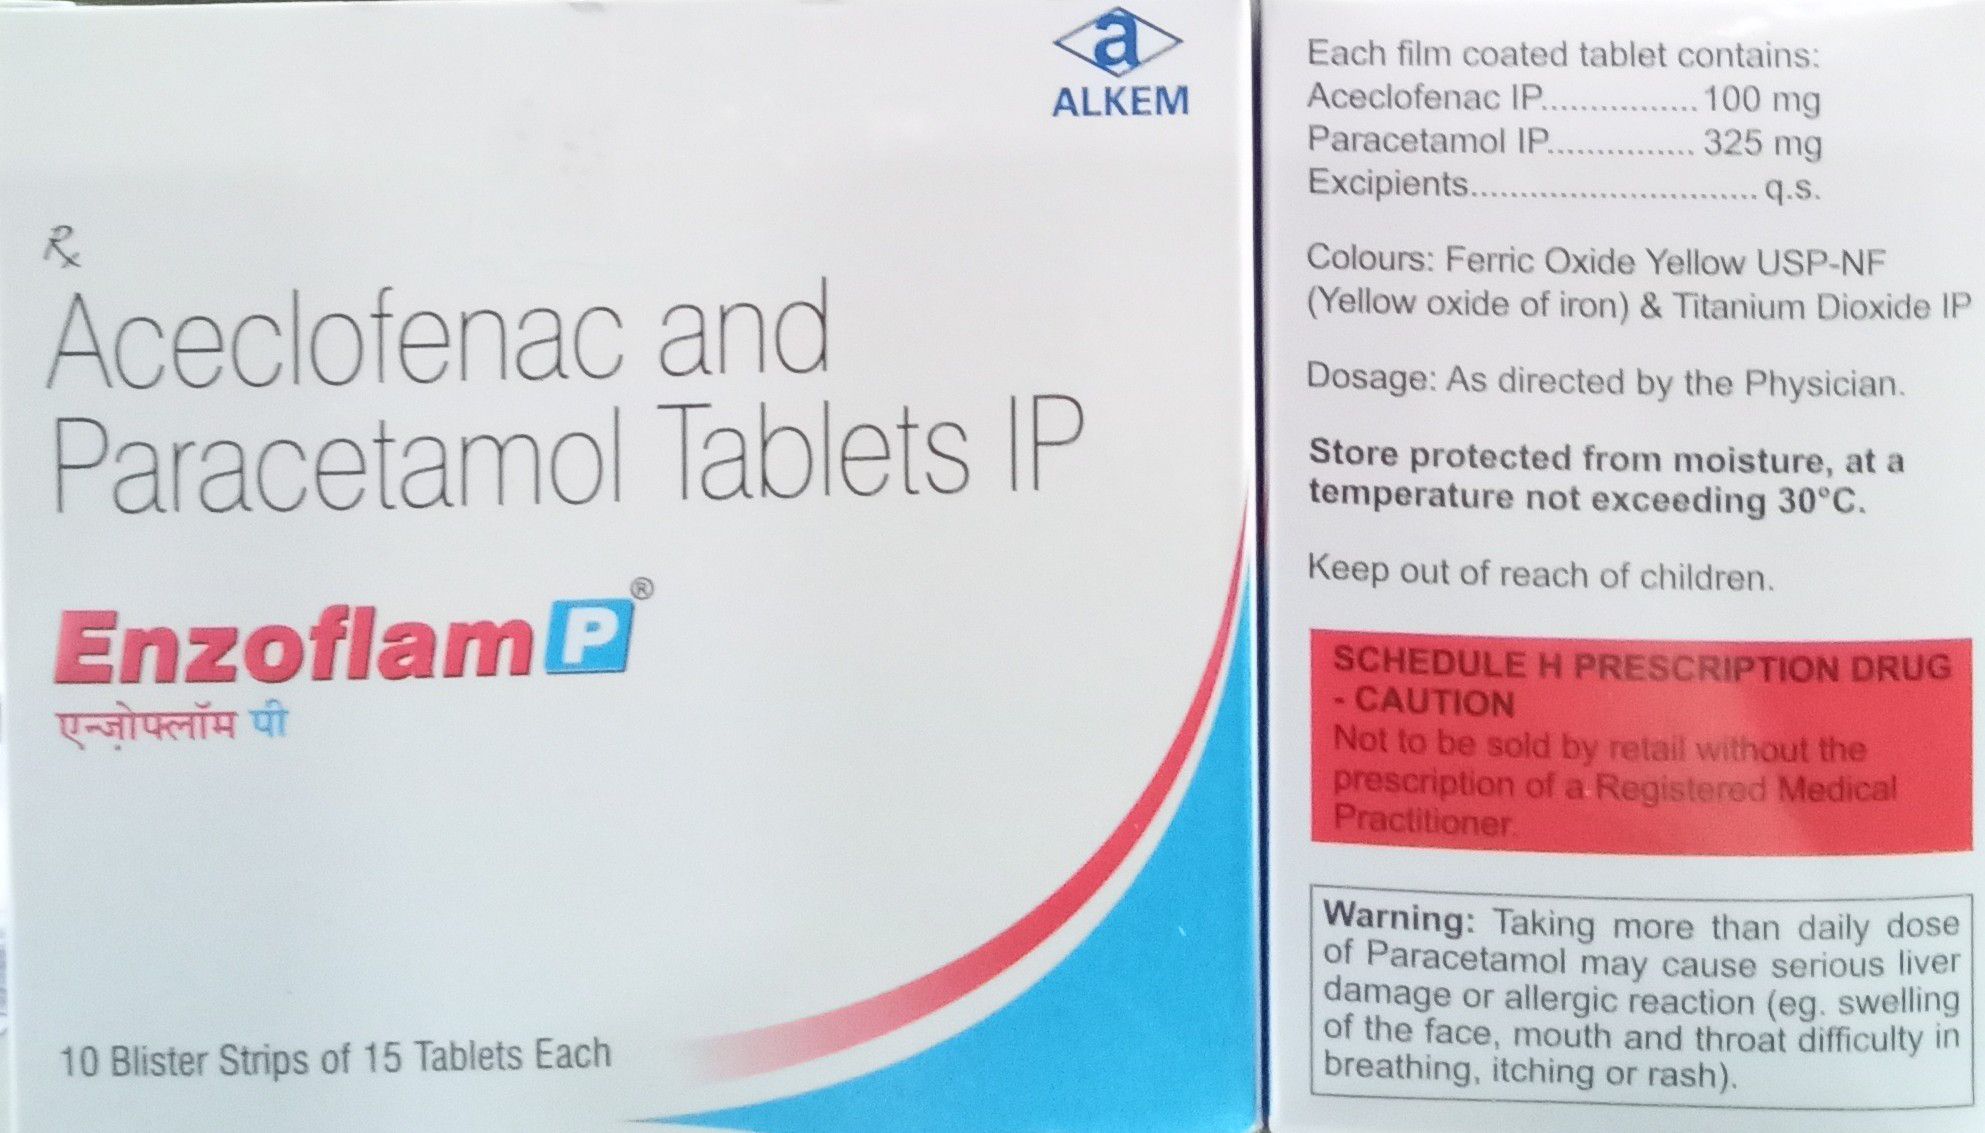 a
ALKEM
Rx
Aceclofenac and
Paracetamol Tablets IP
Enzoflam P®
एन्ज़ोफ्लॉम पी
10 Blister Strips of 15 Tablets Each
Each film coated tablet contains:
Aceclofenac IP................100 mg
Paracetamol IP...............325 mg
Excipients.............................q.s.
Colours: Ferric Oxide Yellow USP-NF
(Yellow oxide of iron) & Titanium Dioxide IP
Dosage: As directed by the Physician.
Store protected from moisture, at a
temperature not exceeding 30°C.
Keep out of reach of children.
SCHEDULE H PRESCRIPTION DRUG
- CAUTION
Not to be sold by retail without the
prescription of a Registered Medical
Practitioner.
Warning: Taking more than daily dose
of Paracetamol may cause serious liver
damage or allergic reaction (eg. swelling
of the face, mouth and throat difficulty in
breathing, itching or rash).